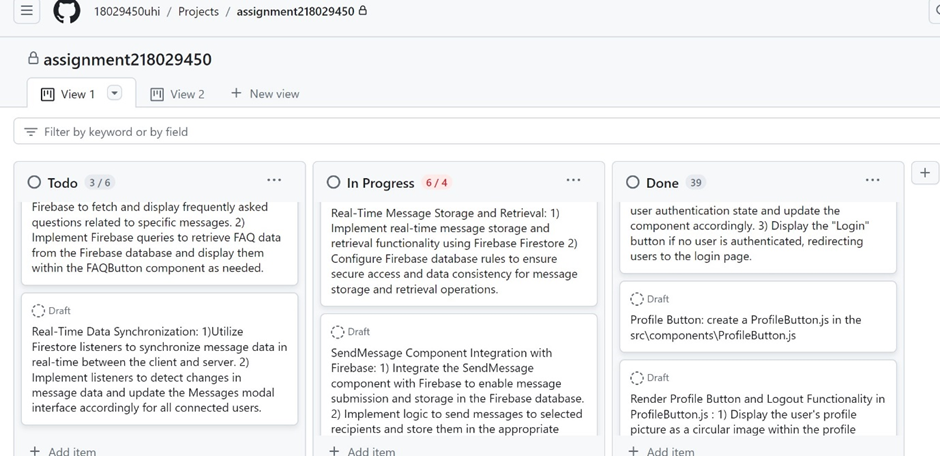 18029450uhi / Projects / assignment218029450
assignment218029450
View 1
View 2
+ New view
Filter by keyword or by field
Todo 3 / 6 ...
Firebase to fetch and display frequently asked
questions related to specific messages. 2)
Implement Firebase queries to retrieve FAQ data
from the Firebase database and display them
within the FAQButton component as needed.
Draft
Real-Time Data Synchronization: 1)Utilize
Firestore listeners to synchronize message data in
real-time between the client and server. 2)
Implement listeners to detect changes in
message data and update the Messages modal
interface accordingly for all connected users.
+ Add item
In Progress 6 / 4 ...
Real-Time Message Storage and Retrieval: 1)
Implement real-time message storage and
retrieval functionality using Firebase Firestore 2)
Configure Firebase database rules to ensure
secure access and data consistency for message
storage and retrieval operations.
Draft
SendMessage Component Integration with
Firebase: 1) Integrate the SendMessage
component with Firebase to enable message
submission and storage in the Firebase database.
2) Implement logic to send messages to selected
recipients and store them in the appropriate
+ Add item
Done 39 ...
user authentication state and update the
component accordingly. 3) Display the "Login"
button if no user is authenticated, redirecting
users to the login page.
Draft
Profile Button: create a ProfileButton.js in the
src\components\ProfileButton.js
Draft
Render Profile Button and Logout Functionality in
ProfileButton.js : 1) Display the user's profile
picture as a circular image within the profile
+ Add item
+